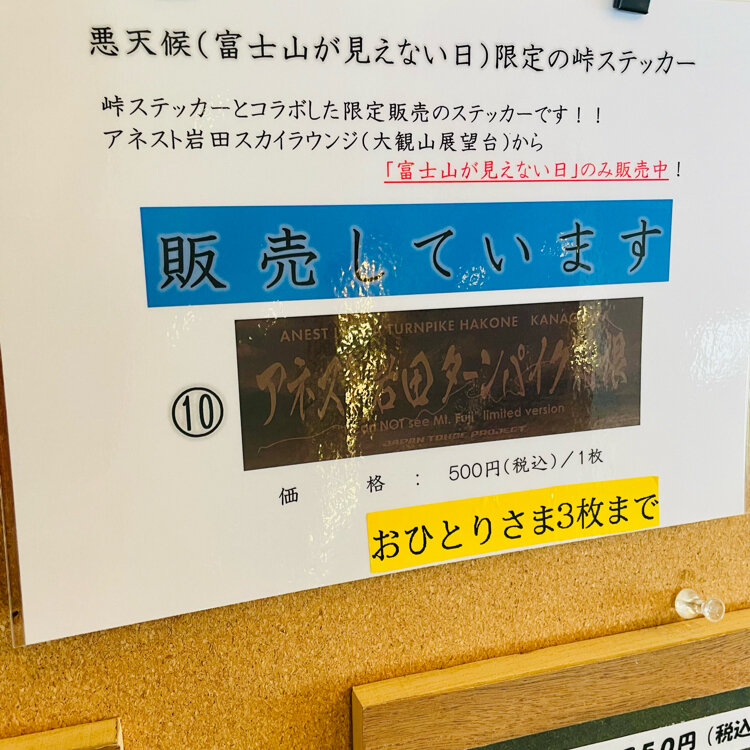 悪天候(富士山が見えない日)限定の峠ステッカー
峠ステッカーとコラボした限定販売のステッカーです！！
アネスト岩田スカイラウンジ(大観山展望台)から
「富士山が見えない日」のみ販売中！
販売しています
ANEST TURNPIKE HAKONE
アネスト岩田ターンパイク箱根
NOT see Mt. Fuji" limited version
JAPAN TOUGE PROJECT
⑩
価格：500円(税込)/1枚
おひとりさま3枚まで
50円(税込